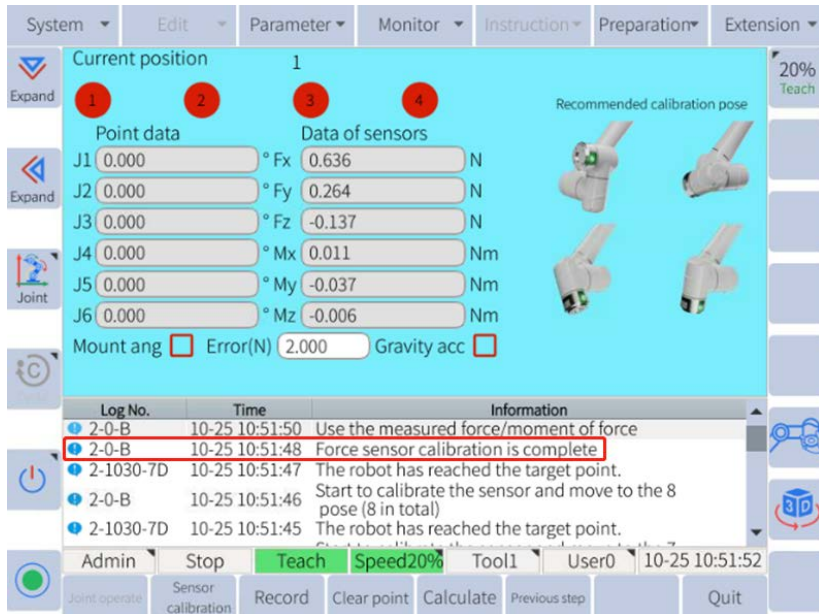 System Edit Parameter Monitor Instruction Preparation Extension
Current position 1
20%
Teach
Expand
1 2 3 4
Recommended calibration pose
Point data Data of sensors
J1 0.000 ° Fx 0.636 N
Expand
J2 0.000 ° Fy 0.264 N
J3 0.000 ° Fz -0.137 N
J4 0.000 ° Mx 0.011 Nm
Joint
J5 0.000 ° My -0.037 Nm
J6 0.000 ° Mz -0.006 Nm
Mount ang Error(N) 2.000 Gravity acc
Log No. Time Information
2-0-B 10-25 10:51:50 Use the measured force/moment of force
2-0-B 10-25 10:51:48 Force sensor calibration is complete
2-1030-7D 10-25 10:51:47 The robot has reached the target point.
2-0-B 10-25 10:51:46 Start to calibrate the sensor and move to the 8
pose (8 in total)
2-1030-7D 10-25 10:51:45 The robot has reached the target point.
3D
Admin Stop Teach Speed20% Tool1 User0 10-25 10:51:52
Joint operate Sensor calibration Record Clear point Calculate Previous step Quit